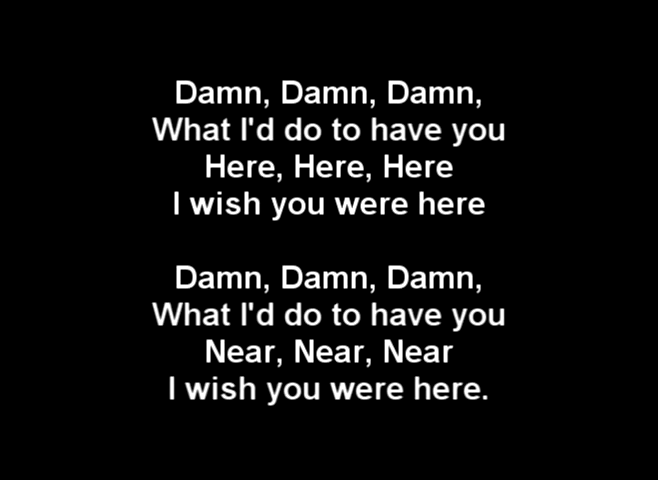 Damn, Damn, Damn,
What I'd do to have you
Here, Here, Here
I wish you were here
Damn, Damn, Damn,
What I'd do to have you
Near, Near, Near
I wish you were here.